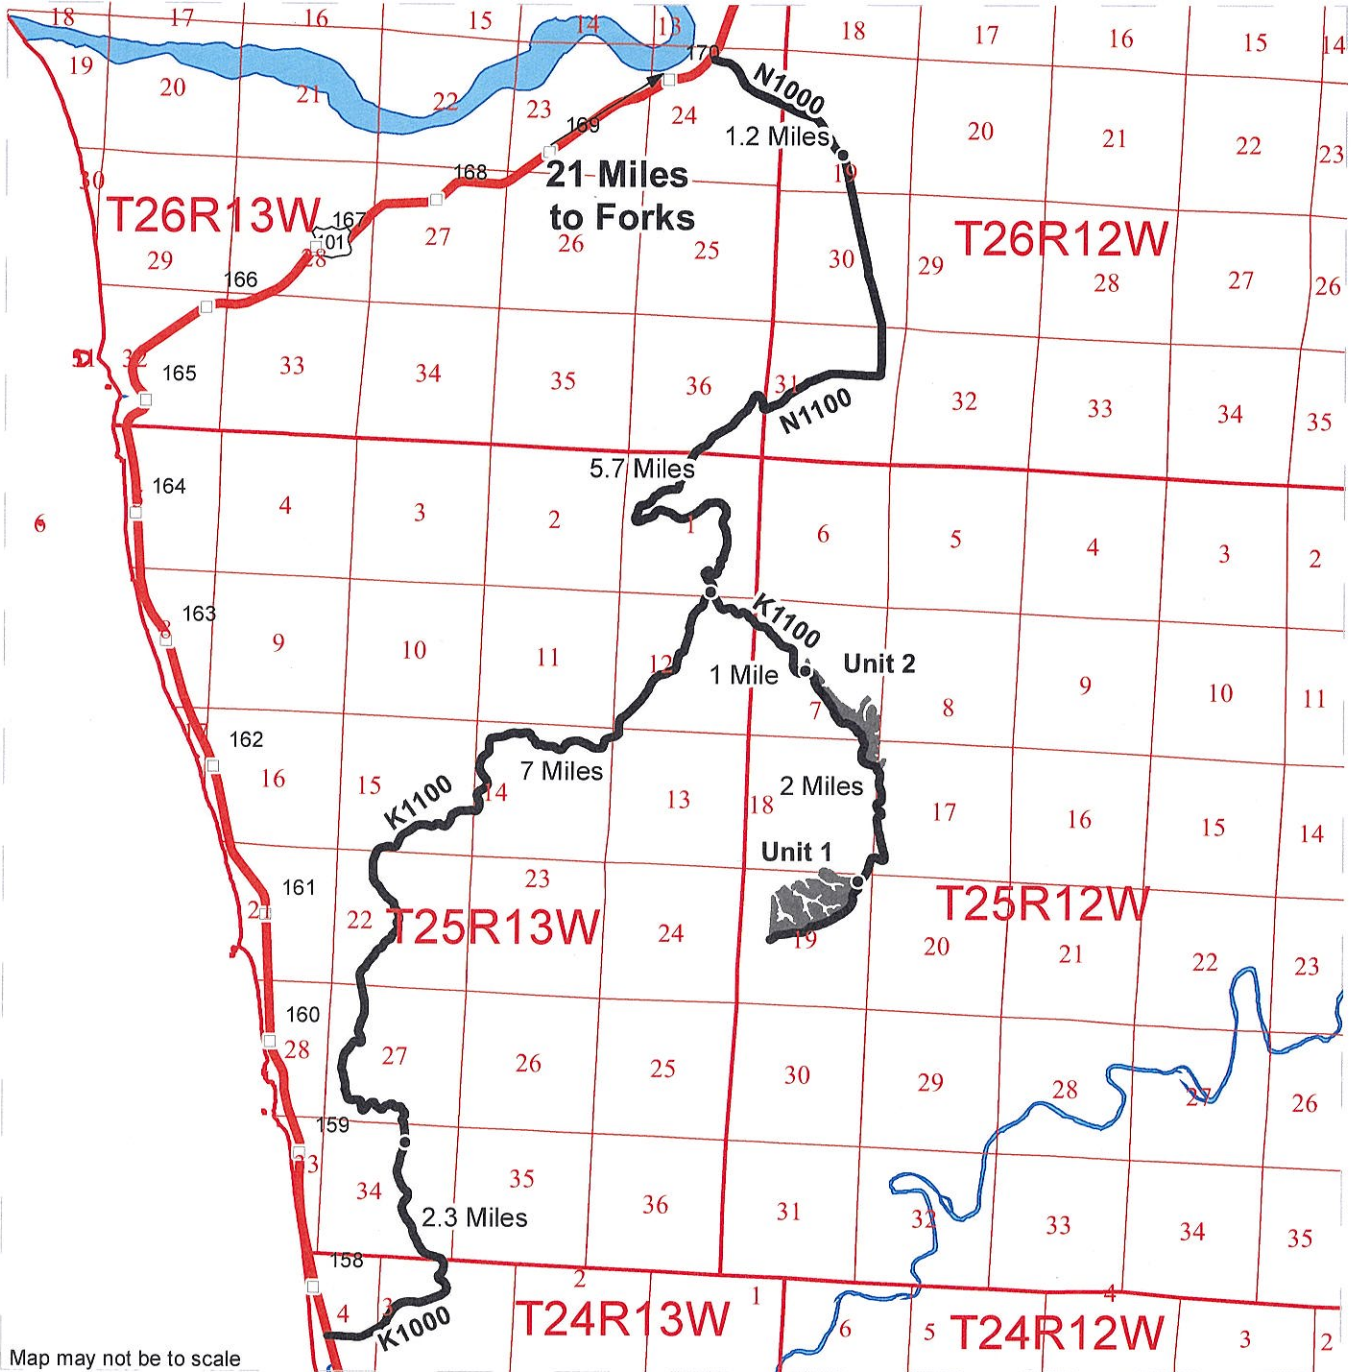 18 17 16 15 14 13 18 17 16 15 14
170
19 20 21 22 23 24 N1000 20 21 22 23
169 1.2 Miles
19
168 21 Miles
to Forks
30 T26R13W 167 101 T26R12W
29 28 27 26 25 30 29 28 27 26
166
32 33 34 35 36 31 32 33 34 35
165
N1100
5.7 Miles
164
6 4 3 2 1 6 5 4 3 2
163
K1100
8 9 10 11 12 7 8 9 10 11
1 Mile Unit 2
162
16 15 14 13 18 17 16 15 14
7 Miles 2 Miles
K1100
Unit 1
161
21 22 23 24 19 20 21 22 23
T25R13W T25R12W
160
28 27 26 25 30 29 28 27 26
159
33 34 35 36 31 32 33 34 35
2.3 Miles
158
4 3 2 1 6 5 4 3 2
K1000 T24R13W T24R12W
Map may not be to scale